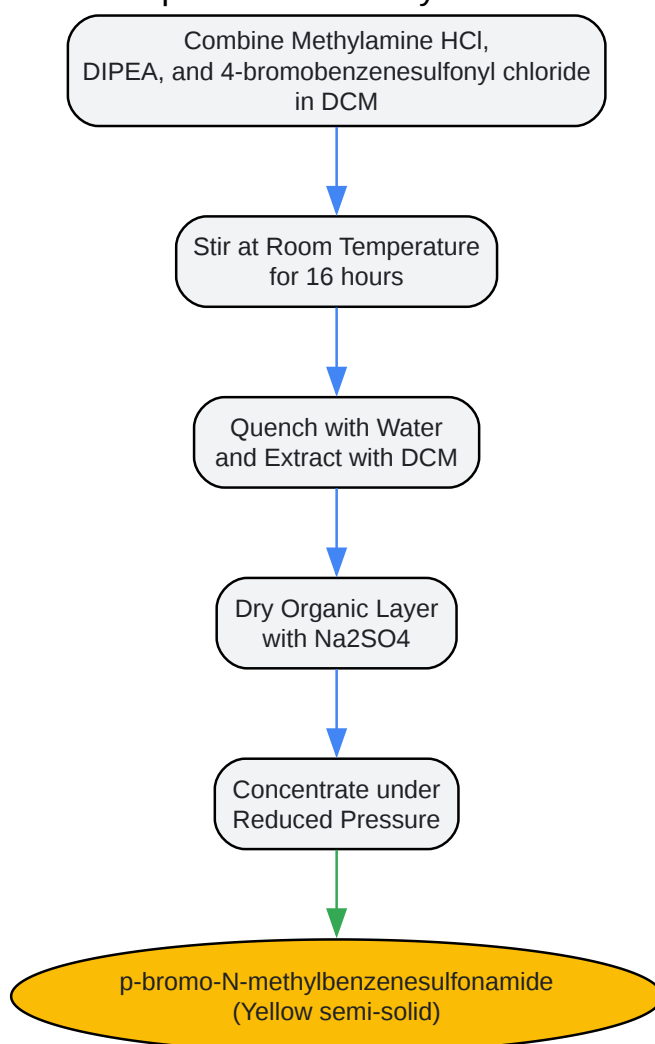 Combine Methylamine HCl,
DIPEA, and 4-bromobenzenesulfonyl chloride
in DCM
Stir at Room Temperature
for 16 hours
Quench with Water
and Extract with DCM
Dry Organic Layer
with Na2SO4
Concentrate under
Reduced Pressure
p-bromo-N-methylbenzenesulfonamide
(Yellow semi-solid)